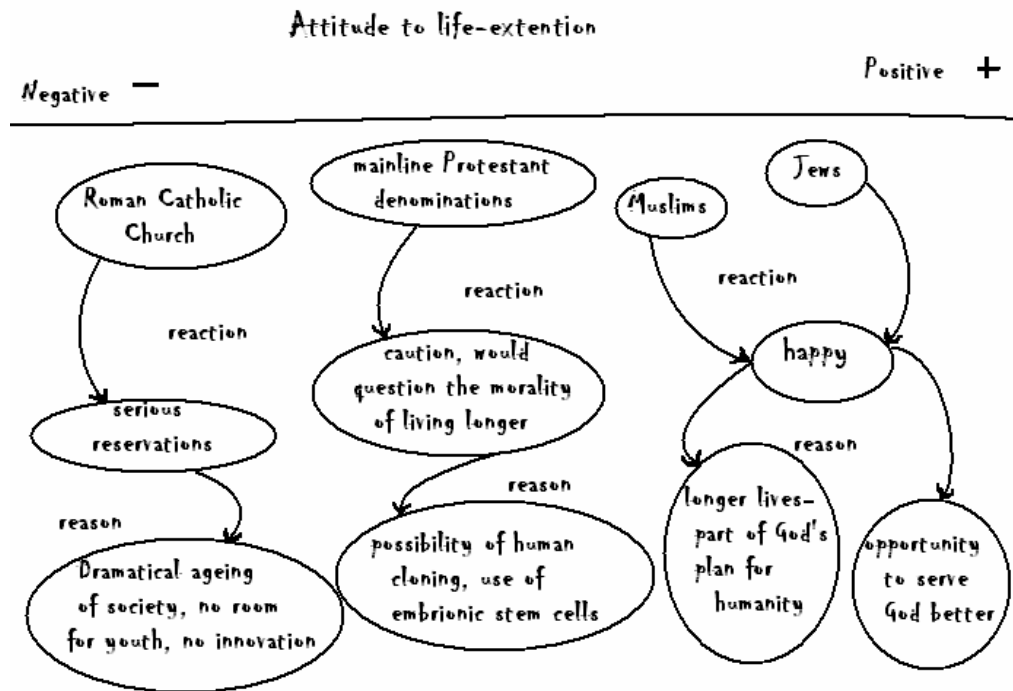 Attitude to life-extention
Negative −
Positive +
Roman Catholic
Church
reaction
serious
reservations
reason
Dramatical ageing
of society, no room
for youth, no innovation
mainline Protestant
denominations
reaction
caution, would
question the morality
of living longer
reason
possibility of human
cloning, use of
embrionic stem cells
Muslims
Jews
reaction
happy
reason
longer lives-
part of God's
plan for
humanity
opportunity
to serve
God better